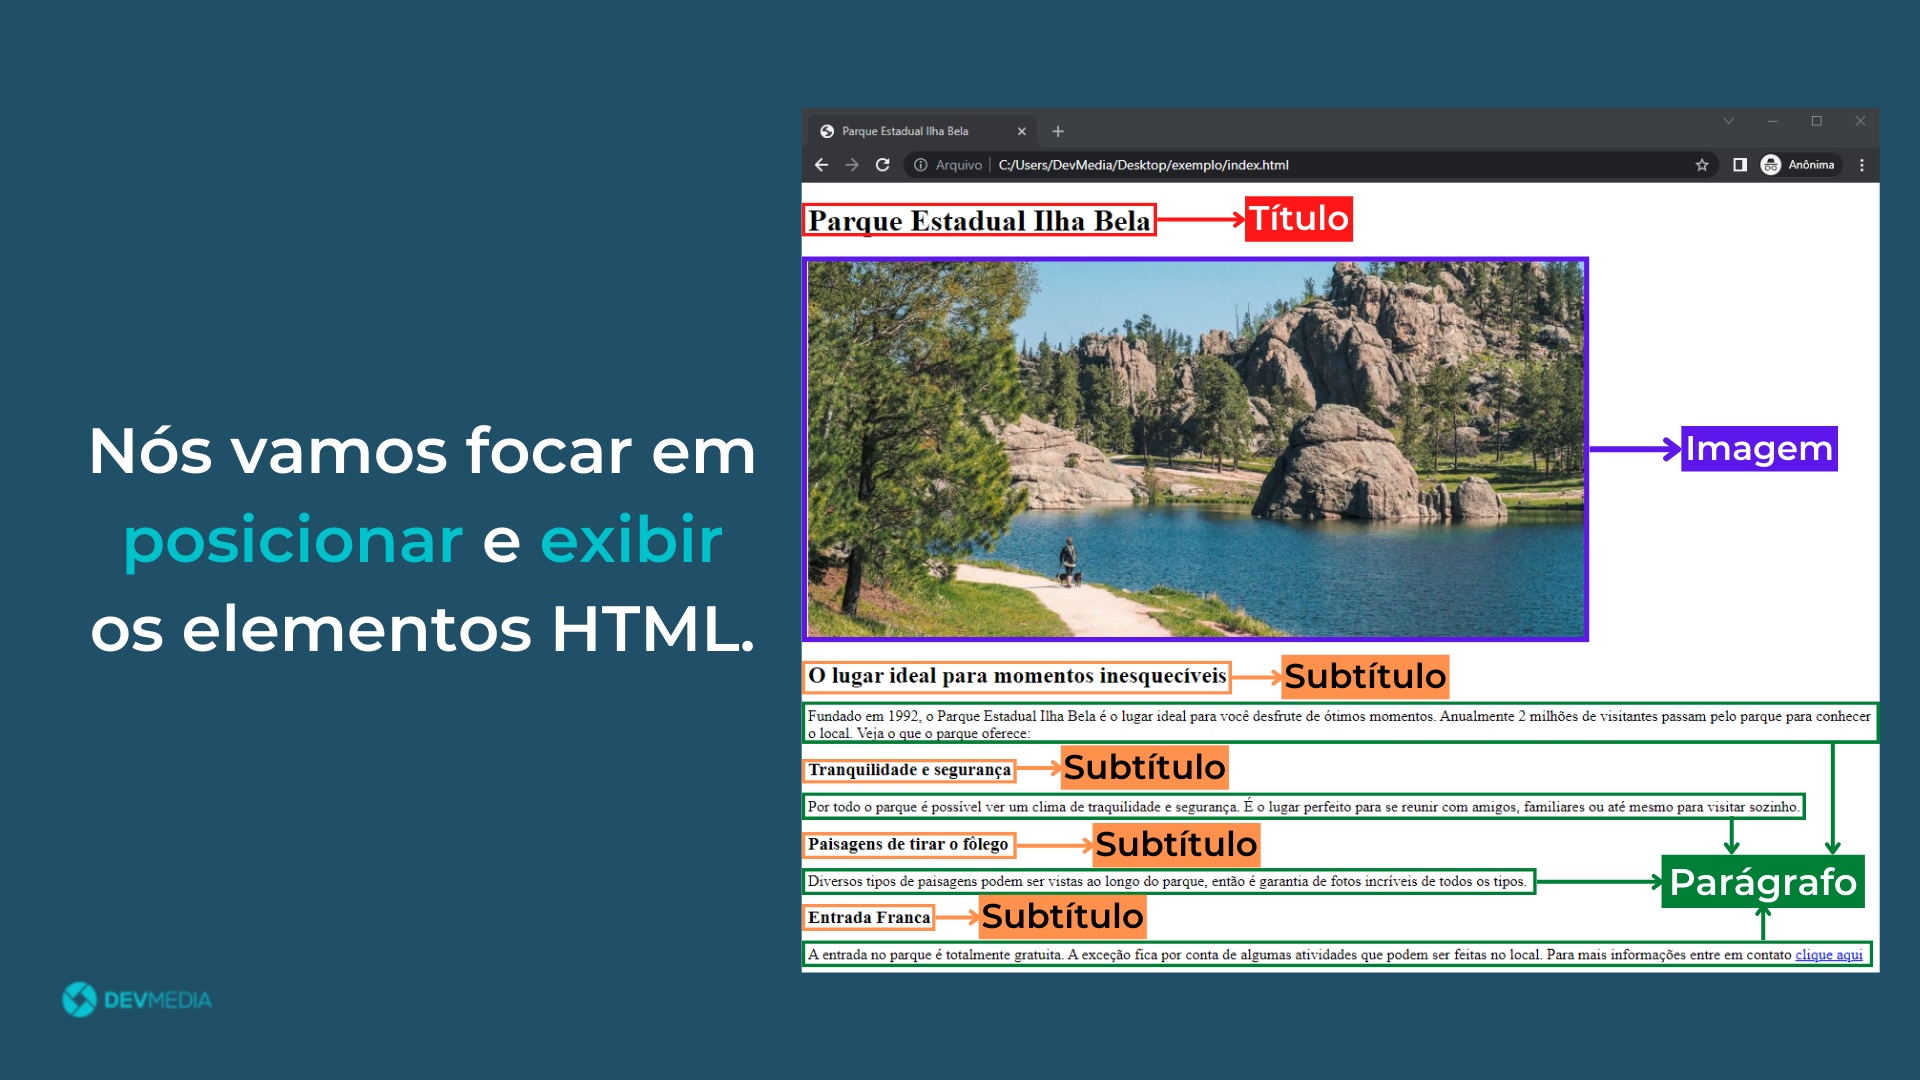 Nós vamos focar em
posicionar e exibir
os elementos HTML.
DEVMEDIA
Parque Estadual Ilha Bela
Arquivo
C:/Users/DevMedia/Desktop/exemplo/index.html
Anônima
Parque Estadual Ilha Bela
Título
Imagem
O lugar ideal para momentos inesquecíveis
Subtítulo
Fundado em 1992, o Parque Estadual Ilha Bela é o lugar ideal para você desfrute de ótimos momentos. Anualmente 2 milhões de visitantes passam pelo parque para conhecer
o local. Veja o que o parque oferece:
Tranquilidade e segurança
Subtítulo
Por todo o parque é possível ver um clima de traquilidade e segurança. É o lugar perfeito para se reunir com amigos, familiares ou até mesmo para visitar sozinho.
Paisagens de tirar o fôlego
Subtítulo
Diversos tipos de paisagens podem ser vistas ao longo do parque, então é garantia de fotos incríveis de todos os tipos.
Parágrafo
Entrada Franca
Subtítulo
A entrada no parque é totalmente gratuita. A exceção fica por conta de algumas atividades que podem ser feitas no local. Para mais informações entre em contato clique aqui